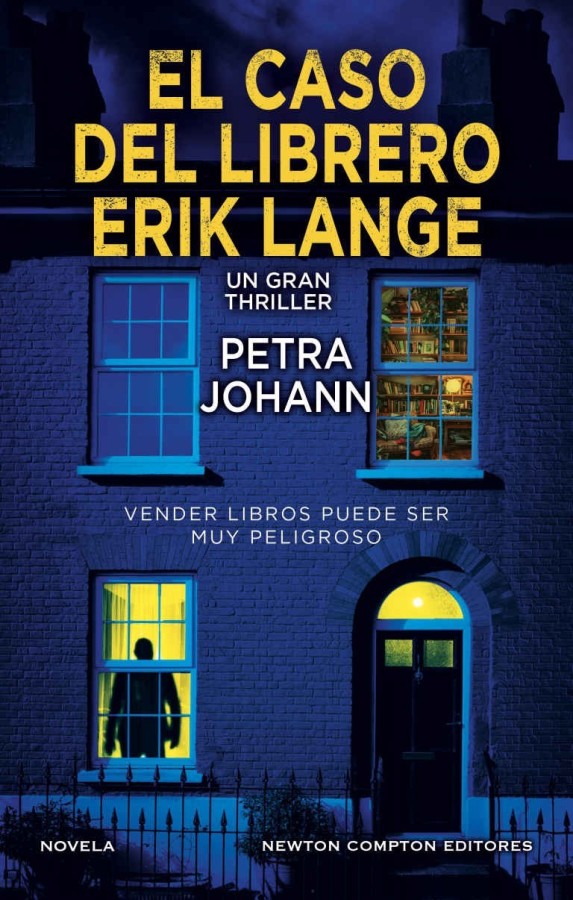 EL CASO
DEL LIBRERO
ERIK LANGE
UN GRAN
THRILLER
PETRA
JOHANN
VENDER LIBROS PUEDE SER
MUY PELIGROSO
NOVELA
NEWTON COMPTON EDITORES